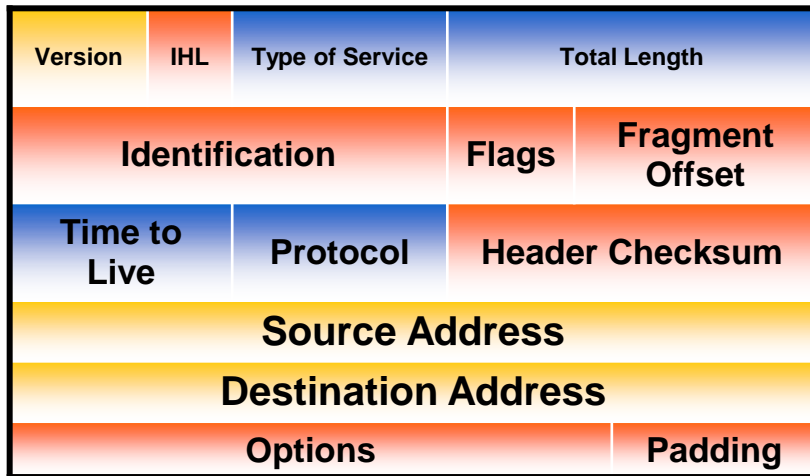 Version IHL Type of Service Total Length
Identification Flags Fragment
Offset
Time to
Live Protocol Header Checksum
Source Address
Destination Address
Options Padding